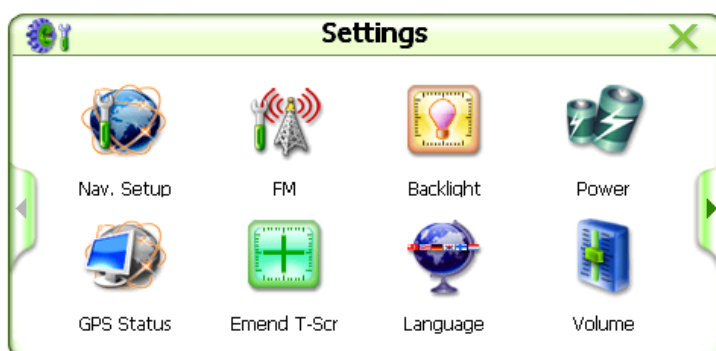 Settings
Nav. Setup FM Backlight Power
GPS Status Emend T-Scr Language Volume